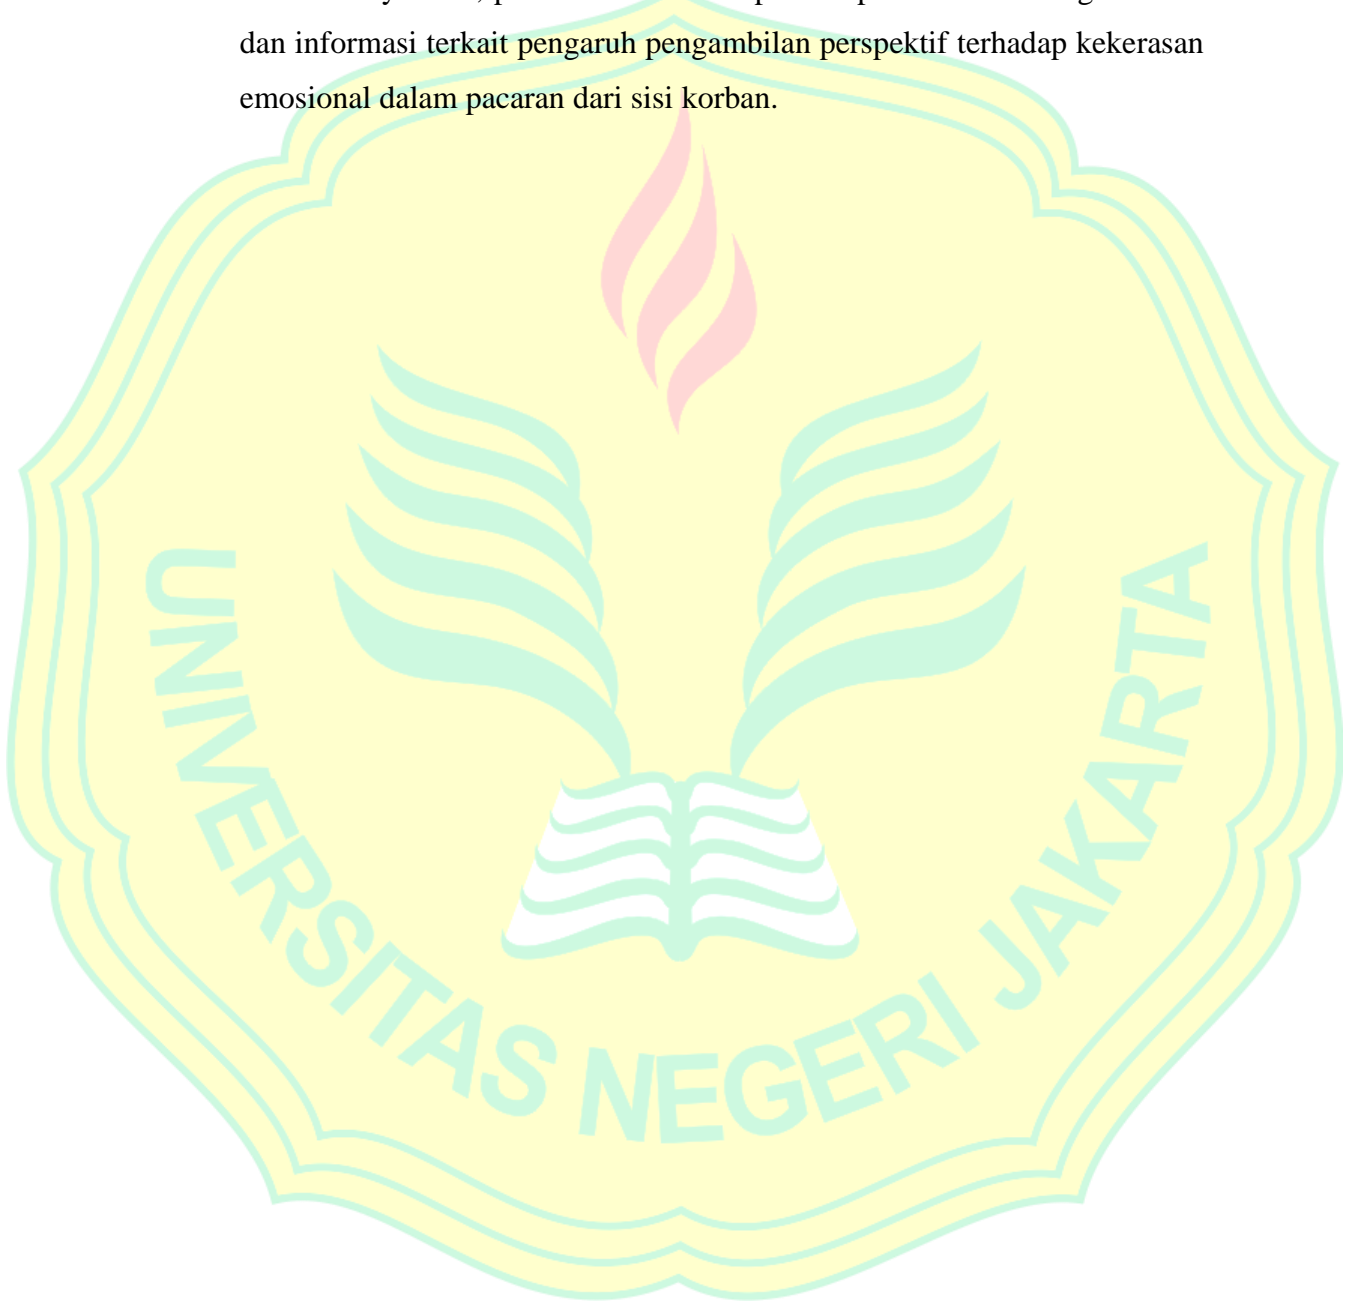 dan informasi terkait pengaruh pengambilan perspektif terhadap kekerasan
emosional dalam pacaran dari sisi korban.
UNIVERSITAS NEGERI JAKARTA